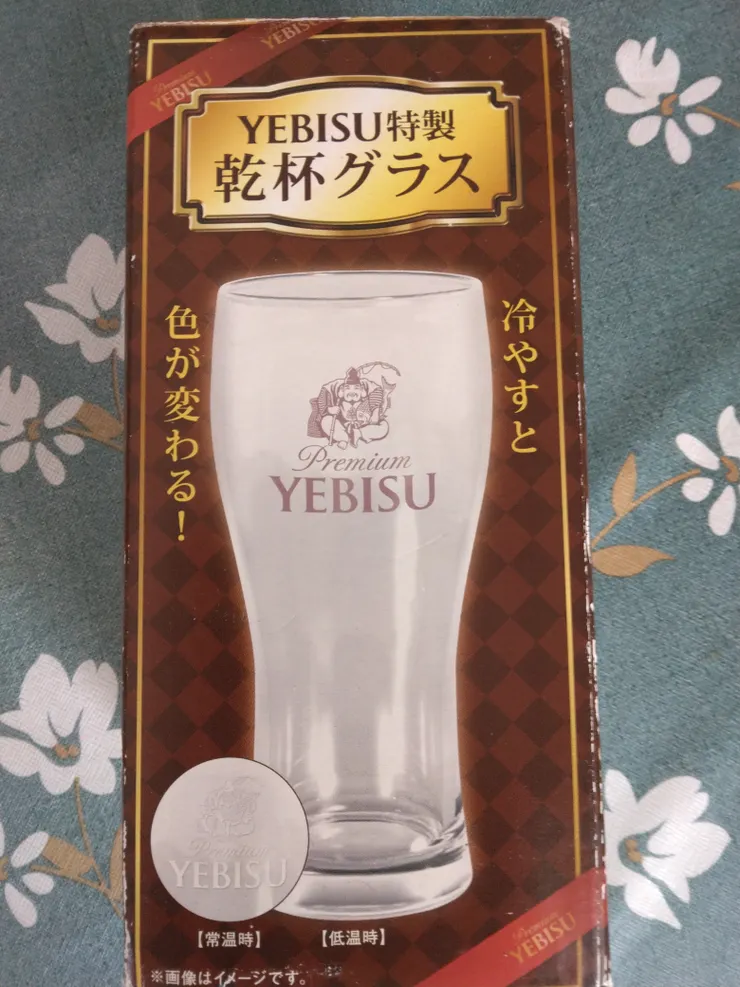 Premium
YEBISU
YEBISU
YEBISU特製
乾杯グラス
冷やすと
色が変わる!
Premium
YEBISU
Premium
YEBISU
【常温時】
【低温時】
Premium
YEBISU
※画像はイメージです。